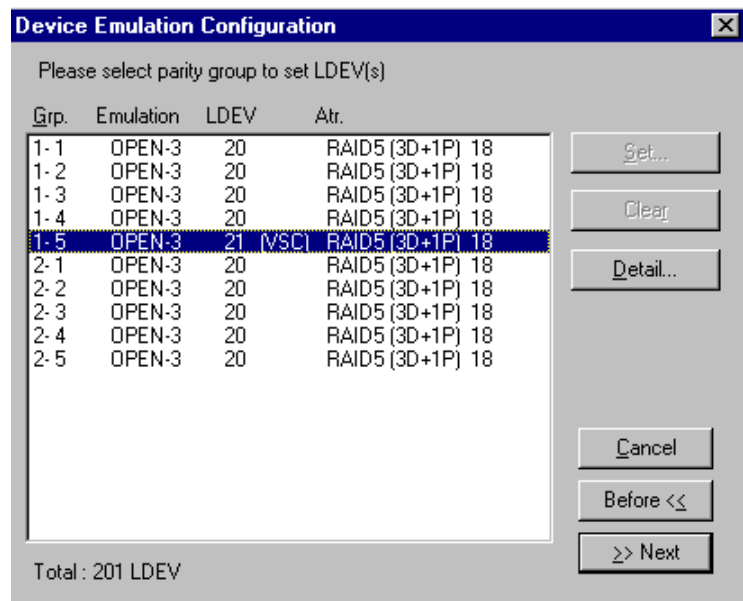 Device Emulation Configuration
Please select parity group to set LDEV(s)
Grp. Emulation LDEV Atr.
1- 1 OPEN-3 20 RAID5 (3D+1P) 18
1- 2 OPEN-3 20 RAID5 (3D+1P) 18
1- 3 OPEN-3 20 RAID5 (3D+1P) 18
1- 4 OPEN-3 20 RAID5 (3D+1P) 18
1- 5 OPEN-3 21 (VSC) RAID5 (3D+1P) 18
2- 1 OPEN-3 20 RAID5 (3D+1P) 18
2- 2 OPEN-3 20 RAID5 (3D+1P) 18
2- 3 OPEN-3 20 RAID5 (3D+1P) 18
2- 4 OPEN-3 20 RAID5 (3D+1P) 18
2- 5 OPEN-3 20 RAID5 (3D+1P) 18
Set...
Clear
Detail...
Cancel
Before <<
>> Next
Total : 201 LDEV